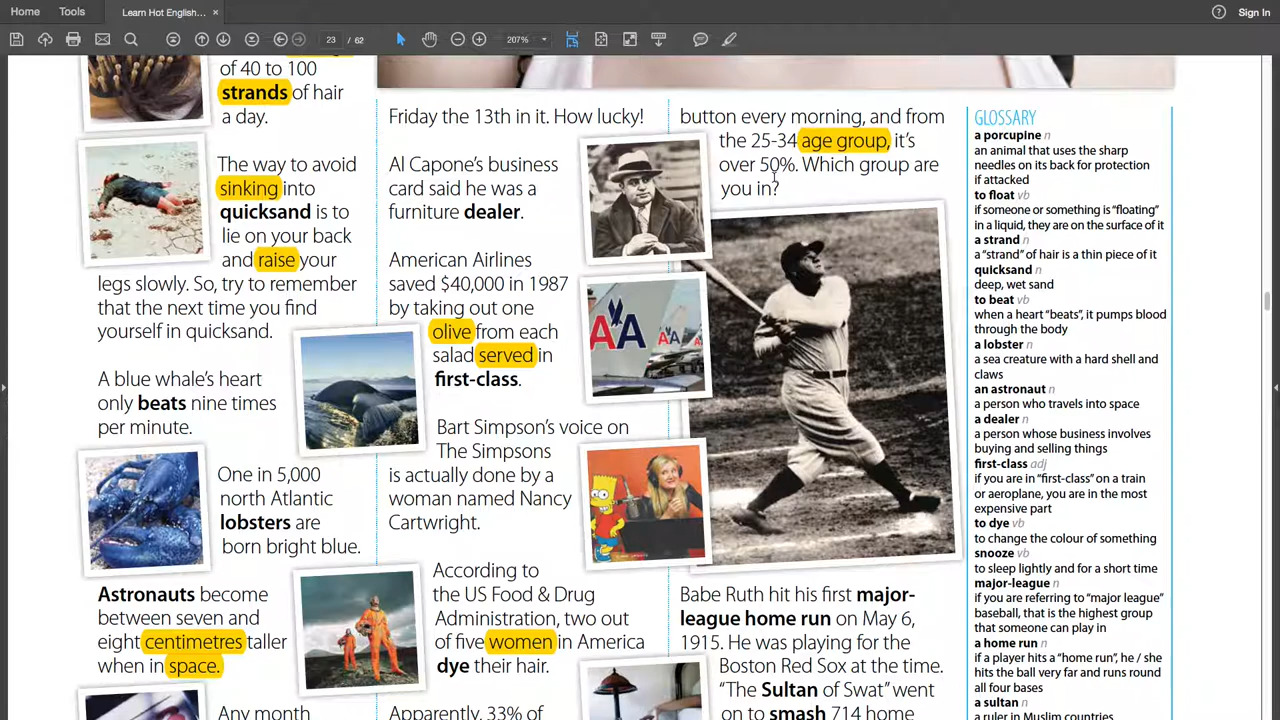 Home
Tools
Learn Hot English...
×
Sign In
23 / 62
207%
of 40 to 100
strands of hair
a day.
The way to avoid
sinking into
quicksand is to
lie on your back
and raise your
legs slowly. So, try to remember
that the next time you find
yourself in quicksand.
A blue whale's heart
only beats nine times
per minute.
One in 5,000
north Atlantic
lobsters are
born bright blue.
Astronauts become
between seven and
eight centimetres taller
when in space.
Any month
Friday the 13th in it. How lucky!
Al Capone's business
card said he was a
furniture dealer.
American Airlines
saved $40,000 in 1987
by taking out one
olive from each
salad served in
first-class.
AA
Bart Simpson's voice on
The Simpsons
is actually done by a
woman named Nancy
Cartwright.
According to
the US Food & Drug
Administration, two out
of five women in America
dye their hair.
Apparently, 33% of
button every morning, and from
the 25-34 age group, it's
over 50%. Which group are
you in?
Babe Ruth hit his first major-
league home run on May 6,
1915. He was playing for the
Boston Red Sox at the time.
"The Sultan of Swat" went
on to smash 714 home
GLOSSARY
a porcupine n
an animal that uses the sharp
needles on its back for protection
if attacked
to float vb
if someone or something is "floating"
in a liquid, they are on the surface of it
a strand n
a "strand" of hair is a thin piece of it
quicksand n
deep, wet sand
to beat vb
when a heart "beats", it pumps blood
through the body
a lobster n
a sea creature with a hard shell and
claws
an astronaut n
a person who travels into space
a dealer n
a person whose business involves
buying and selling things
first-class adj
if you are in "first-class" on a train
or aeroplane, you are in the most
expensive part
to dye vb
to change the colour of something
snooze vb
to sleep lightly and for a short time
major-league n
if you are referring to "major league"
baseball, that is the highest group
that someone can play it
a home run n
if a player hits a "home run", he / she
hits the ball very far and runs round
all four bases
a sultan n
a ruler in Muslim countries